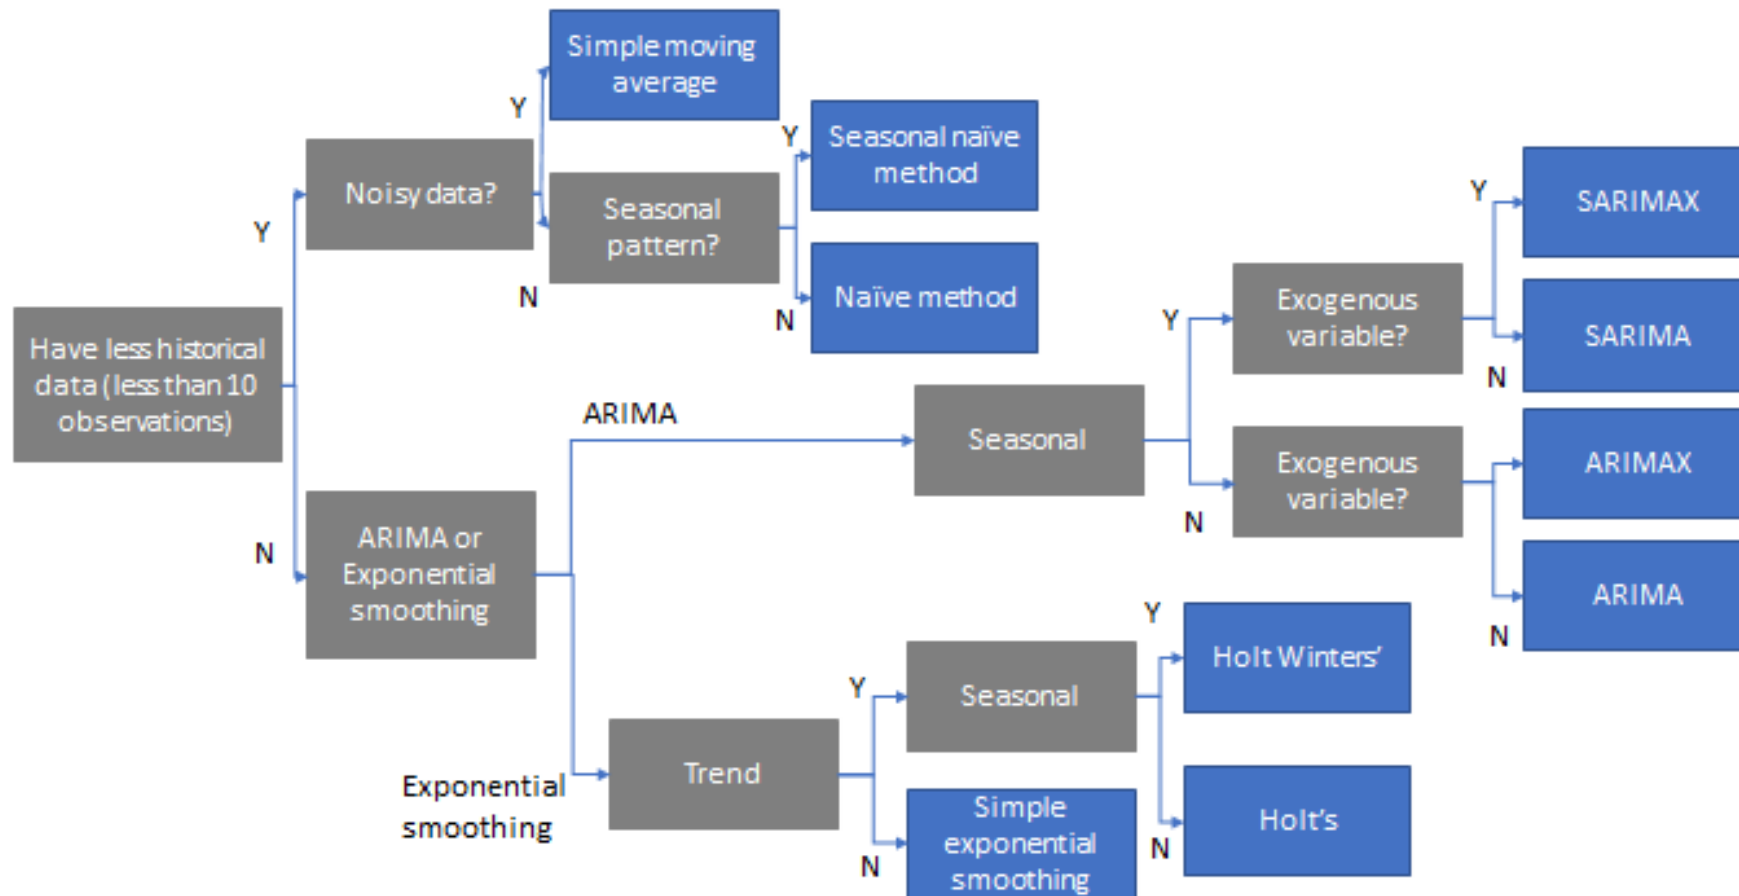 Simple moving
average
Y
Y
Seasonal naïve
method
Noisy data?
Y
SARIMAX
Seasonal
pattern?
Y
N
Naïve method
N
Exogenous
variable?
Y
SARIMA
N
Have less historical
data (less than 10
observations)
ARIMA
Seasonal
Exogenous
variable?
ARIMAX
N
N
ARIMA or
Exponential
smoothing
ARIMA
N
Y
Holt Winters’
Y
Seasonal
Trend
Exponential
smoothing
N
Simple
exponential
smoothing
N
Holt’s